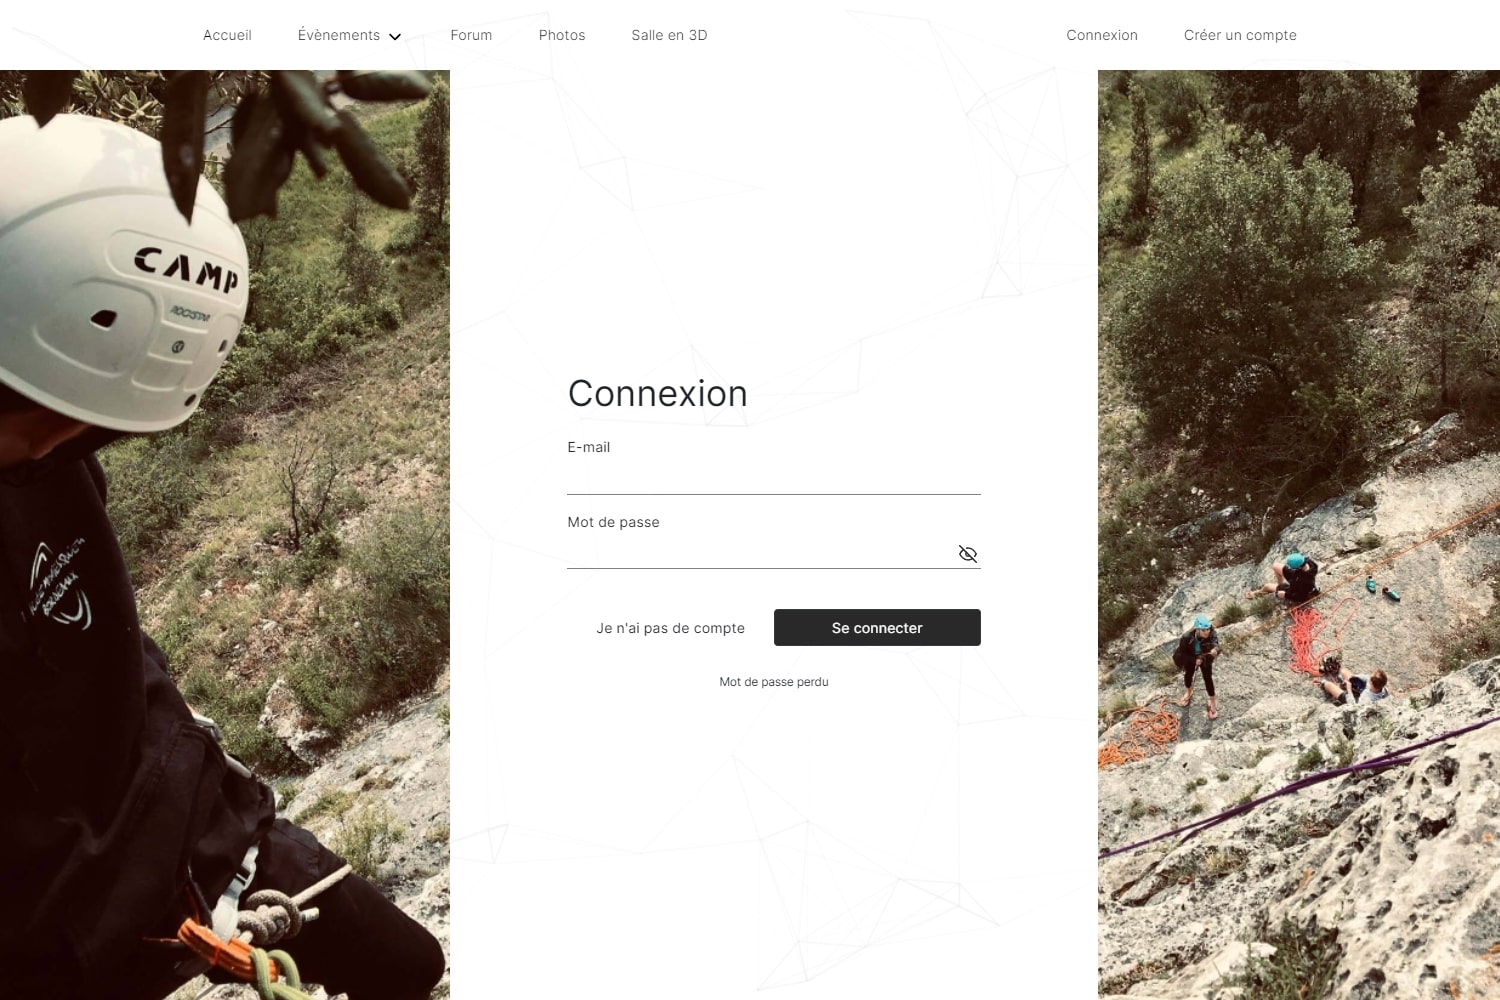 Accueil
Évènements
Forum
Photos
Salle en 3D
Connexion
Créer un compte
CAMP
Connexion
E-mail
Mot de passe
Je n'ai pas de compte
Se connecter
Mot de passe perdu